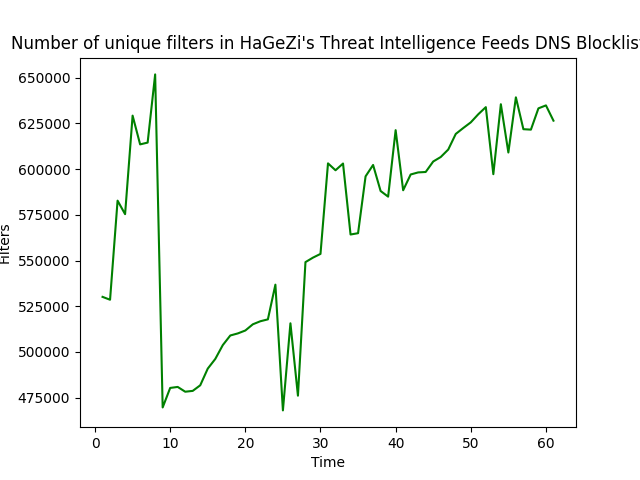 Number of unique filters in HaGeZi's Threat Intelligence Feeds DNS Blocklis
650000
625000
600000
575000
550000
525000
500000
475000
Filters
0 10 20 30 40 50 60
Time